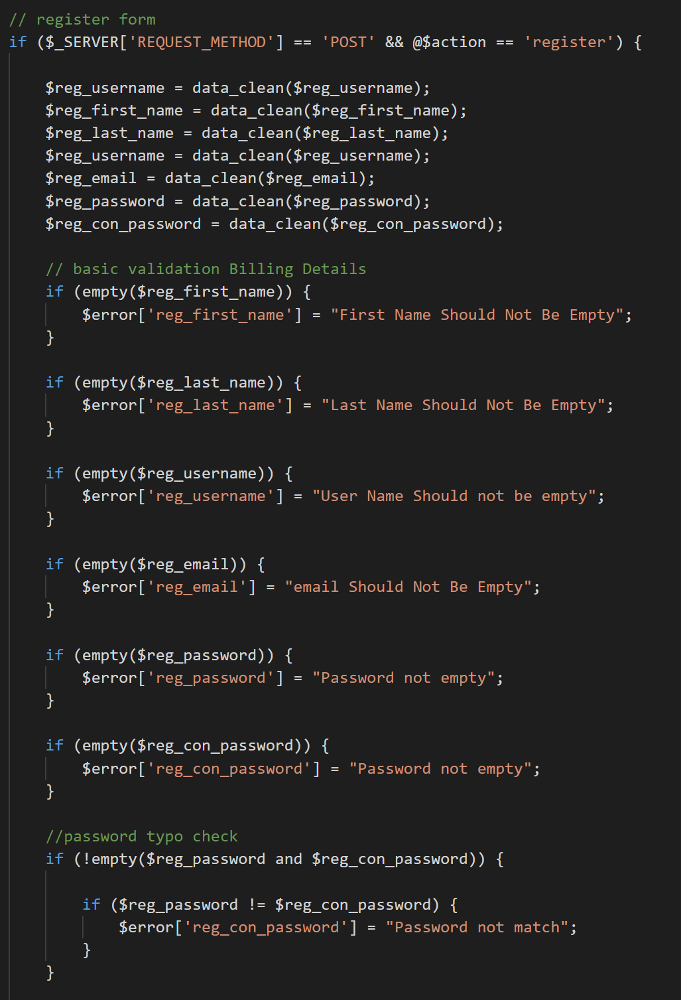 // register form
if ($_SERVER['REQUEST_METHOD'] == 'POST' && @$action == 'register') {
$reg_username = data_clean($reg_username);
$reg_first_name = data_clean($reg_first_name);
$reg_last_name = data_clean($reg_last_name);
$reg_username = data_clean($reg_username);
$reg_email = data_clean($reg_email);
$reg_password = data_clean($reg_password);
$reg_con_password = data_clean($reg_con_password);
// basic validation Billing Details
if (empty($reg_first_name)) {
$error['reg_first_name'] = "First Name Should Not Be Empty";
}
if (empty($reg_last_name)) {
$error['reg_last_name'] = "Last Name Should Not Be Empty";
}
if (empty($reg_username)) {
$error['reg_username'] = "User Name Should not be empty";
}
if (empty($reg_email)) {
$error['reg_email'] = "email Should Not Be Empty";
}
if (empty($reg_password)) {
$error['reg_password'] = "Password not empty";
}
if (empty($reg_con_password)) {
$error['reg_con_password'] = "Password not empty";
}
//password typo check
if (!empty($reg_password and $reg_con_password)) {
if ($reg_password != $reg_con_password) {
$error['reg_con_password'] = "Password not match";
}
}